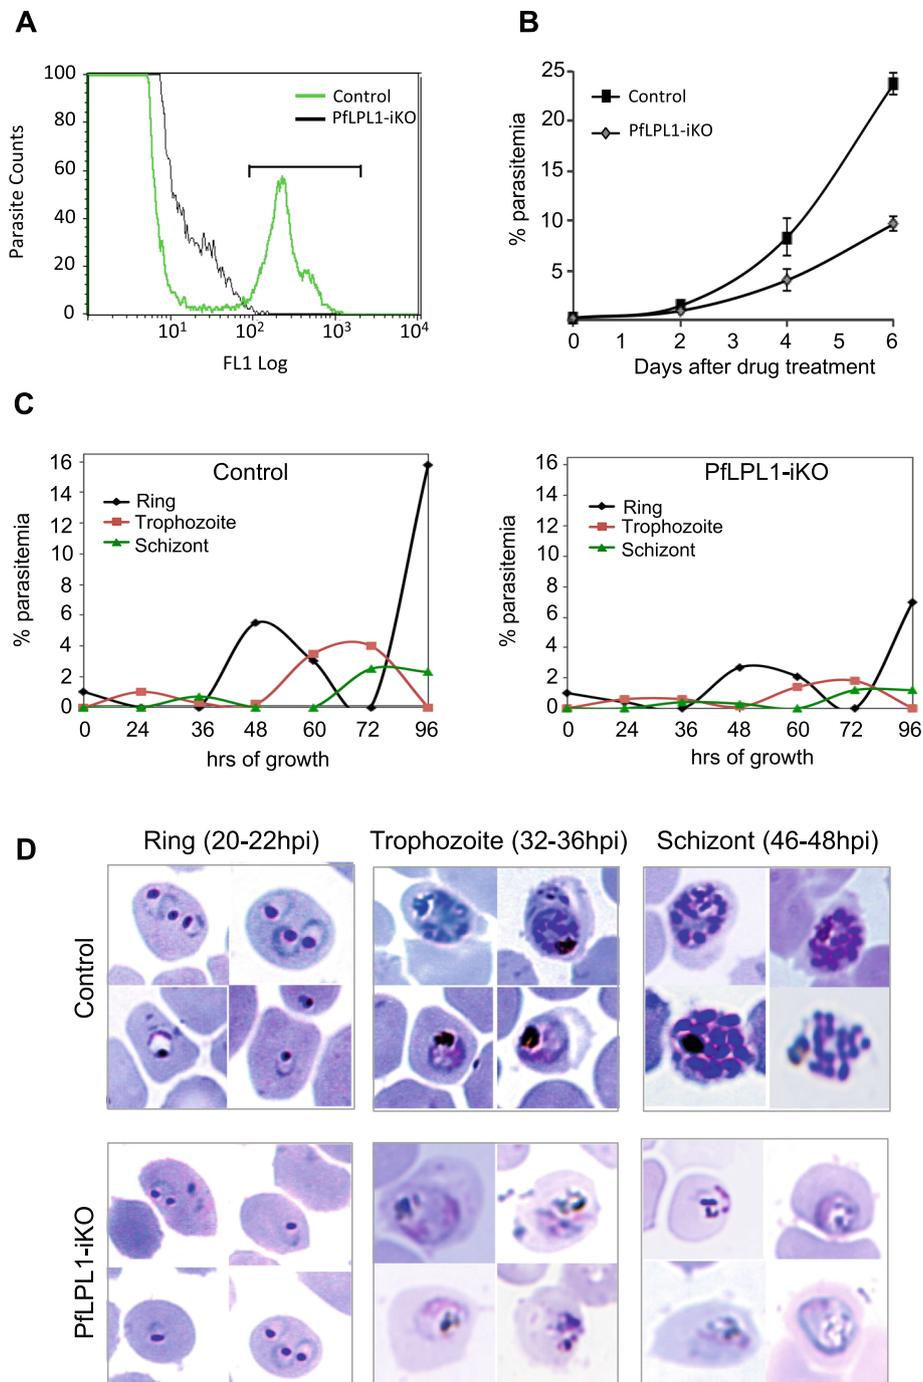 A
100
80
60
40
20
0
Parasite Counts
Control
PfLPL1-iKO
10¹ 10² 10³ 10⁴
FL1 Log
B
25
20
15
10
5
% parasitemia
Control
PfLPL1-iKO
0 1 2 3 4 5 6
Days after drug treatment
C
Control
16
14
12
10
8
6
4
2
0
% parasitemia
Ring
Trophozoite
Schizont
0 24 36 48 60 72 96
hrs of growth
PfLPL1-iKO
16
14
12
10
8
6
4
2
0
% parasitemia
Ring
Trophozoite
Schizont
0 24 36 48 60 72 96
hrs of growth
D
Ring (20-22hpi) Trophozoite (32-36hpi) Schizont (46-48hpi)
Control
PfLPL1-iKO